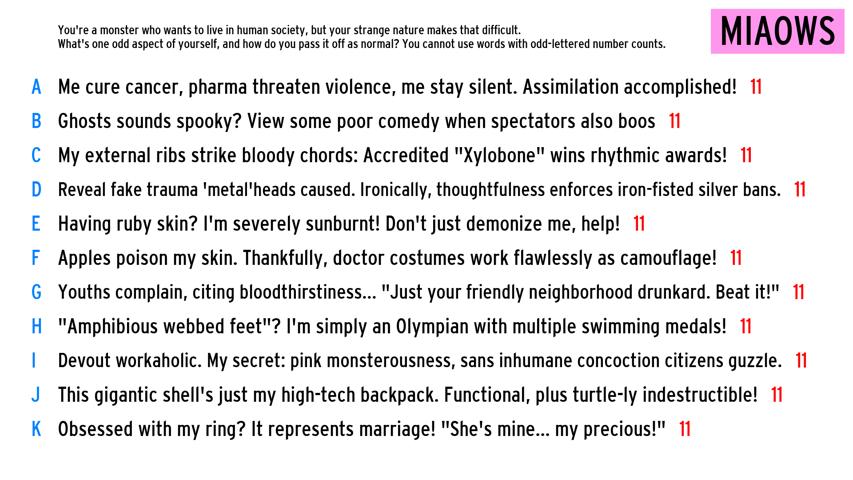 You're a monster who wants to live in human society, but your strange nature makes that difficult.
What's one odd aspect of yourself, and how do you pass it off as normal? You cannot use words with odd-lettered number counts.
MIAOWS
A Me cure cancer, pharma threaten violence, me stay silent. Assimilation accomplished! 11
B Ghosts sounds spooky? View some poor comedy when spectators also boos 11
C My external ribs strike bloody chords: Accredited "Xylobone" wins rhythmic awards! 11
D Reveal fake trauma 'metal'heads caused. Ironically, thoughtfulness enforces iron-fisted silver bans. 11
E Having ruby skin? I'm severely sunburnt! Don't just demonize me, help! 11
F Apples poison my skin. Thankfully, doctor costumes work flawlessly as camouflage! 11
G Youths complain, citing bloodthirstiness... "Just your friendly neighborhood drunkard. Beat it!" 11
H "Amphibious webbed feet"? I'm simply an Olympian with multiple swimming medals! 11
I Devout workaholic. My secret: pink monsterousness, sans inhumane concoction citizens guzzle. 11
J This gigantic shell's just my high-tech backpack. Functional, plus turtle-ly indestructible! 11
K Obsessed with my ring? It represents marriage! "She's mine... my precious!" 11